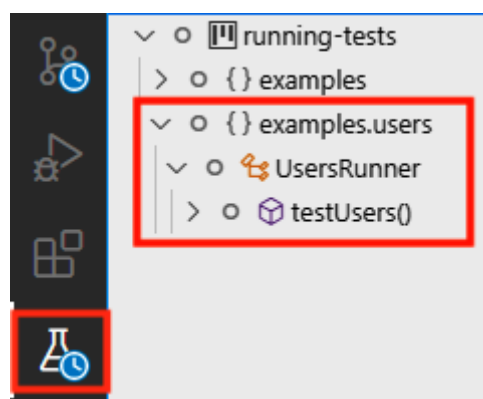 running-tests
{} examples
{} examples.users
UsersRunner
testUsers()